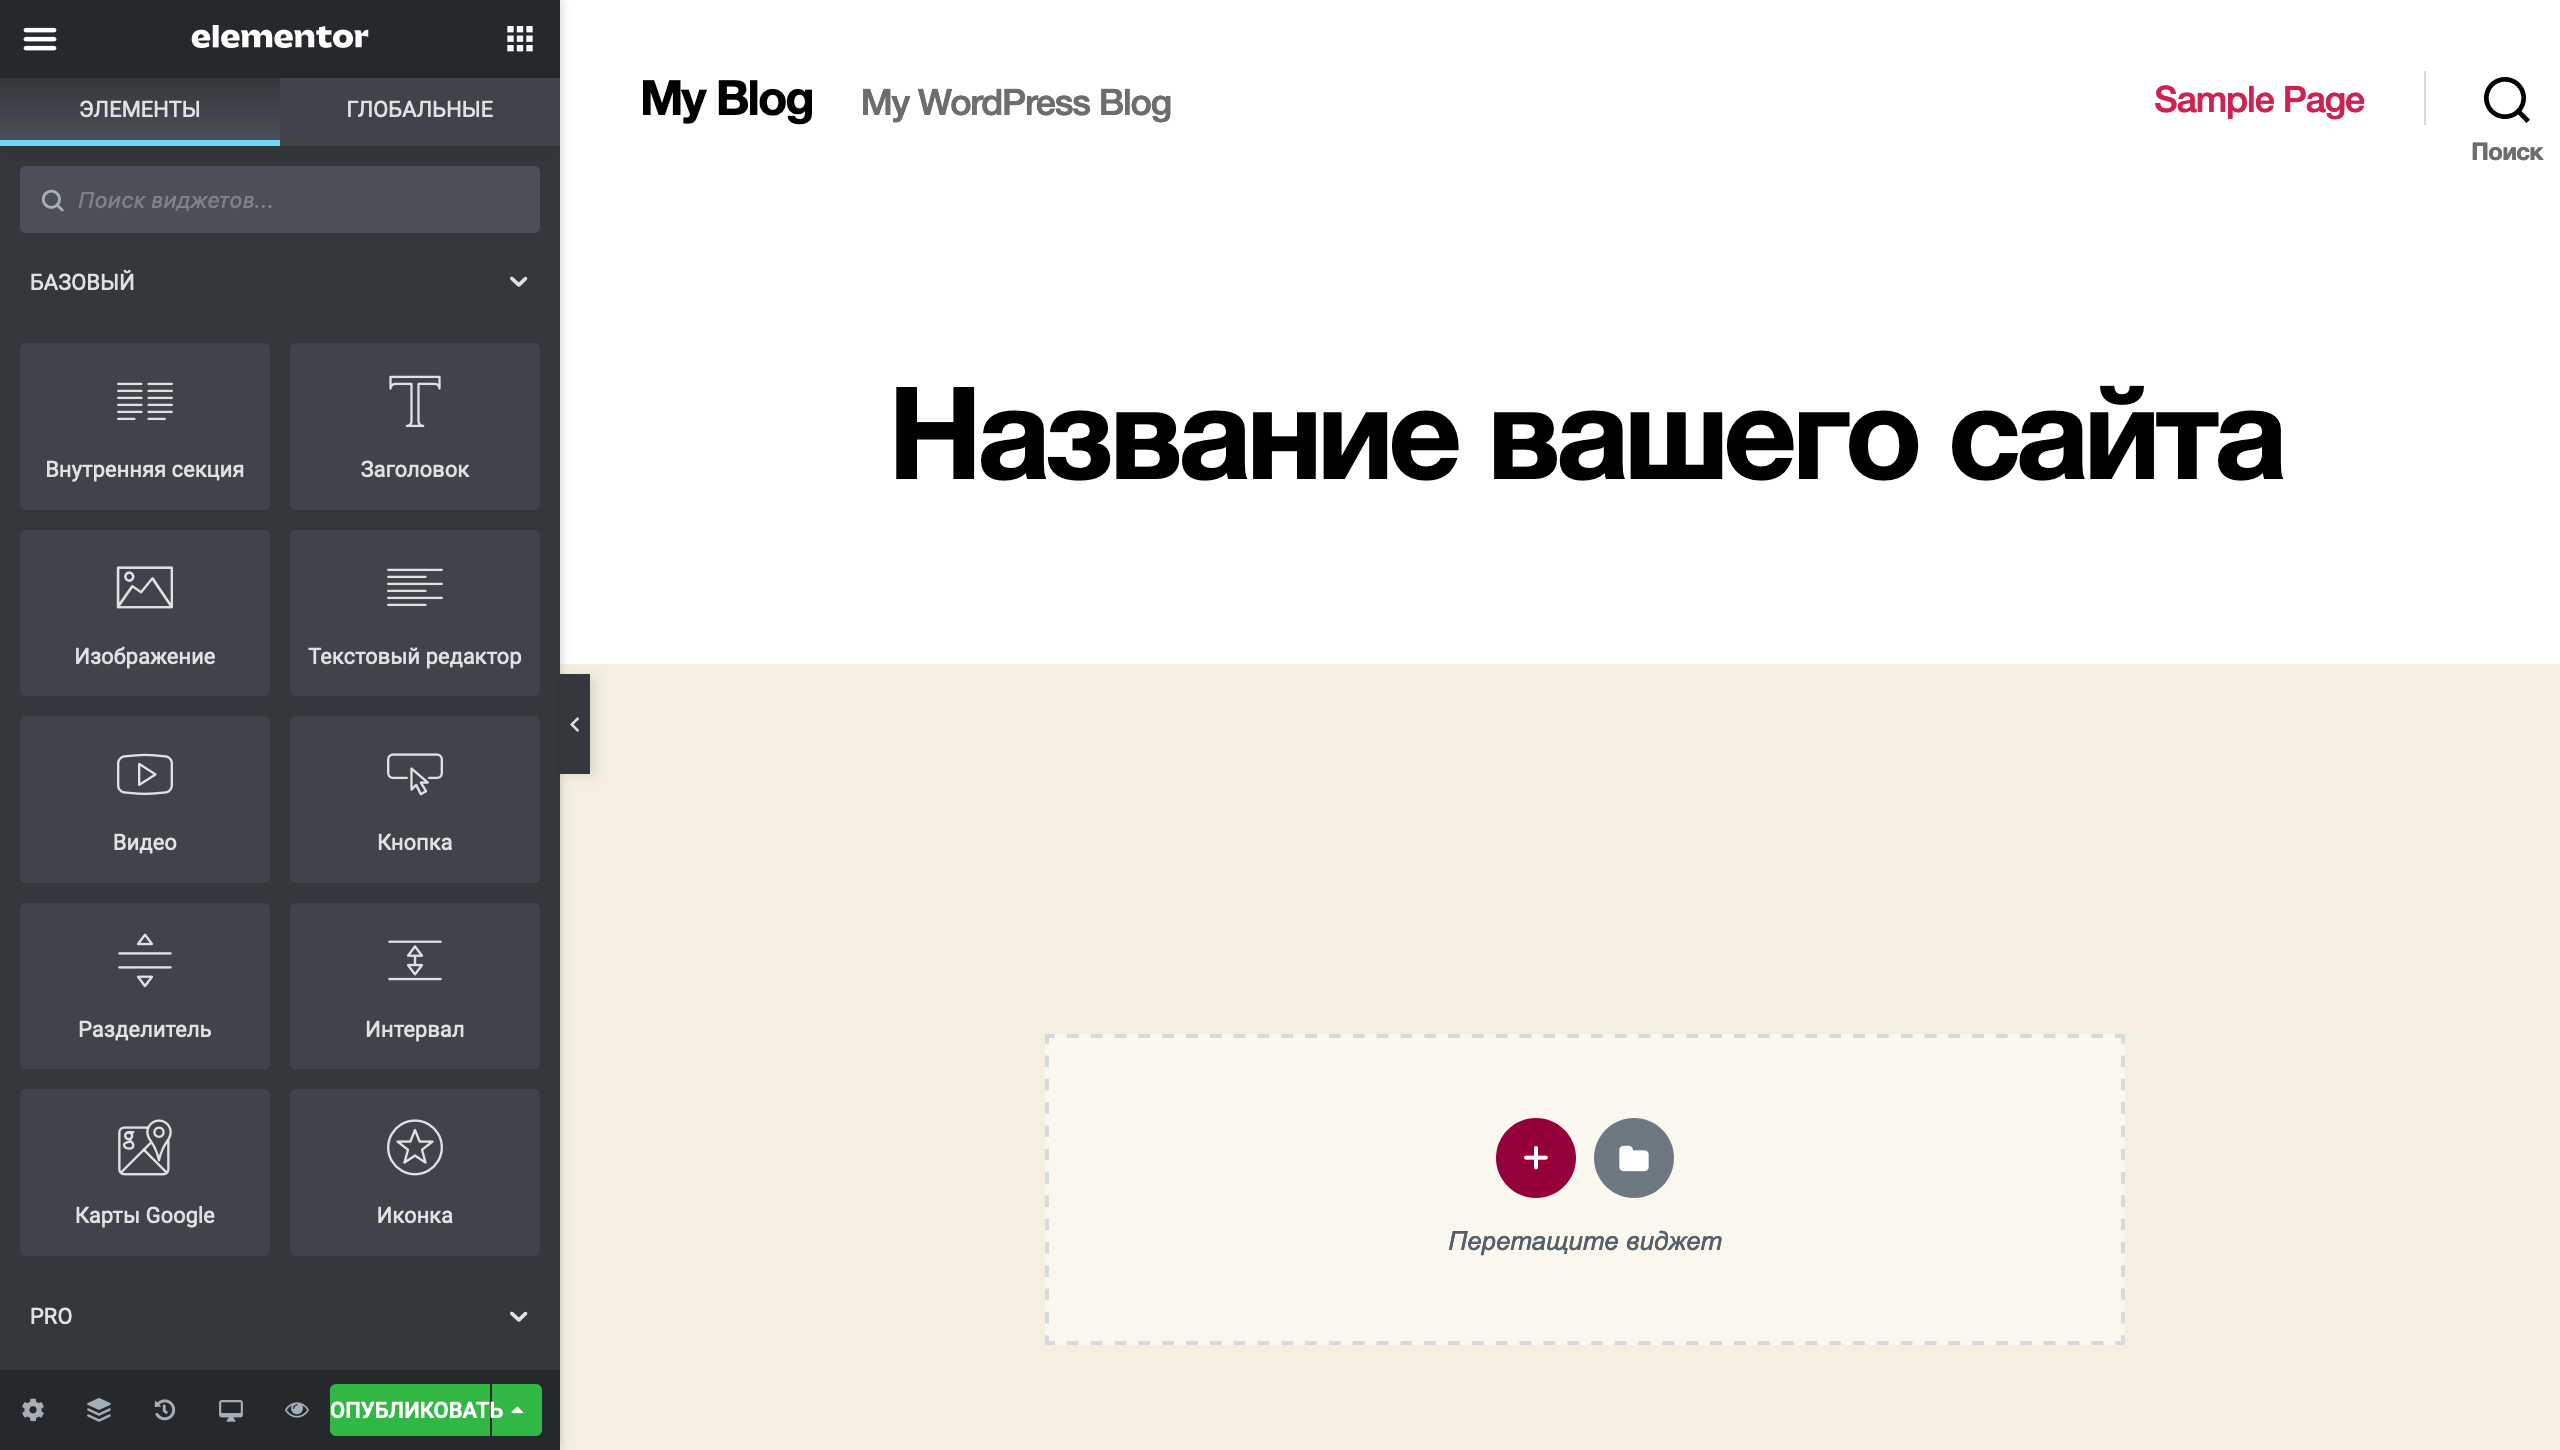 elementor
ЭЛЕМЕНТЫ
ГЛОБАЛЬНЫЕ
Поиск виджетов...
БАЗОВЫЙ
Внутренняя секция
Заголовок
Изображение
Текстовый редактор
Видео
Кнопка
Разделитель
Интервал
Карты Google
Иконка
PRO
ОПУБЛИКОВАТЬ
My Blog
My WordPress Blog
Sample Page
Поиск
Название вашего сайта
Перетащите виджет